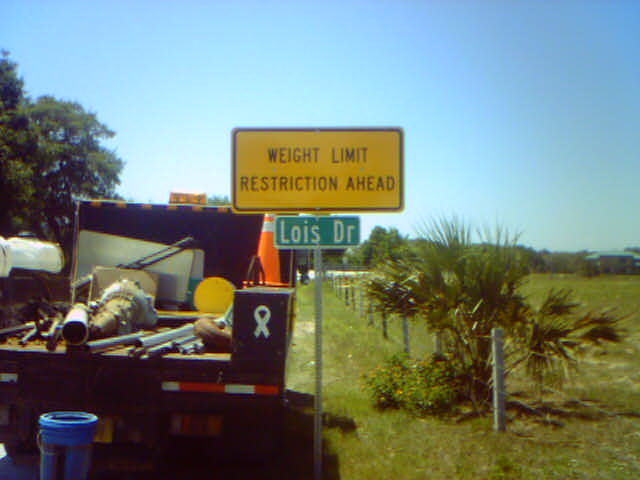 WEIGHT LIMIT
RESTRICTION AHEAD
Lois Dr